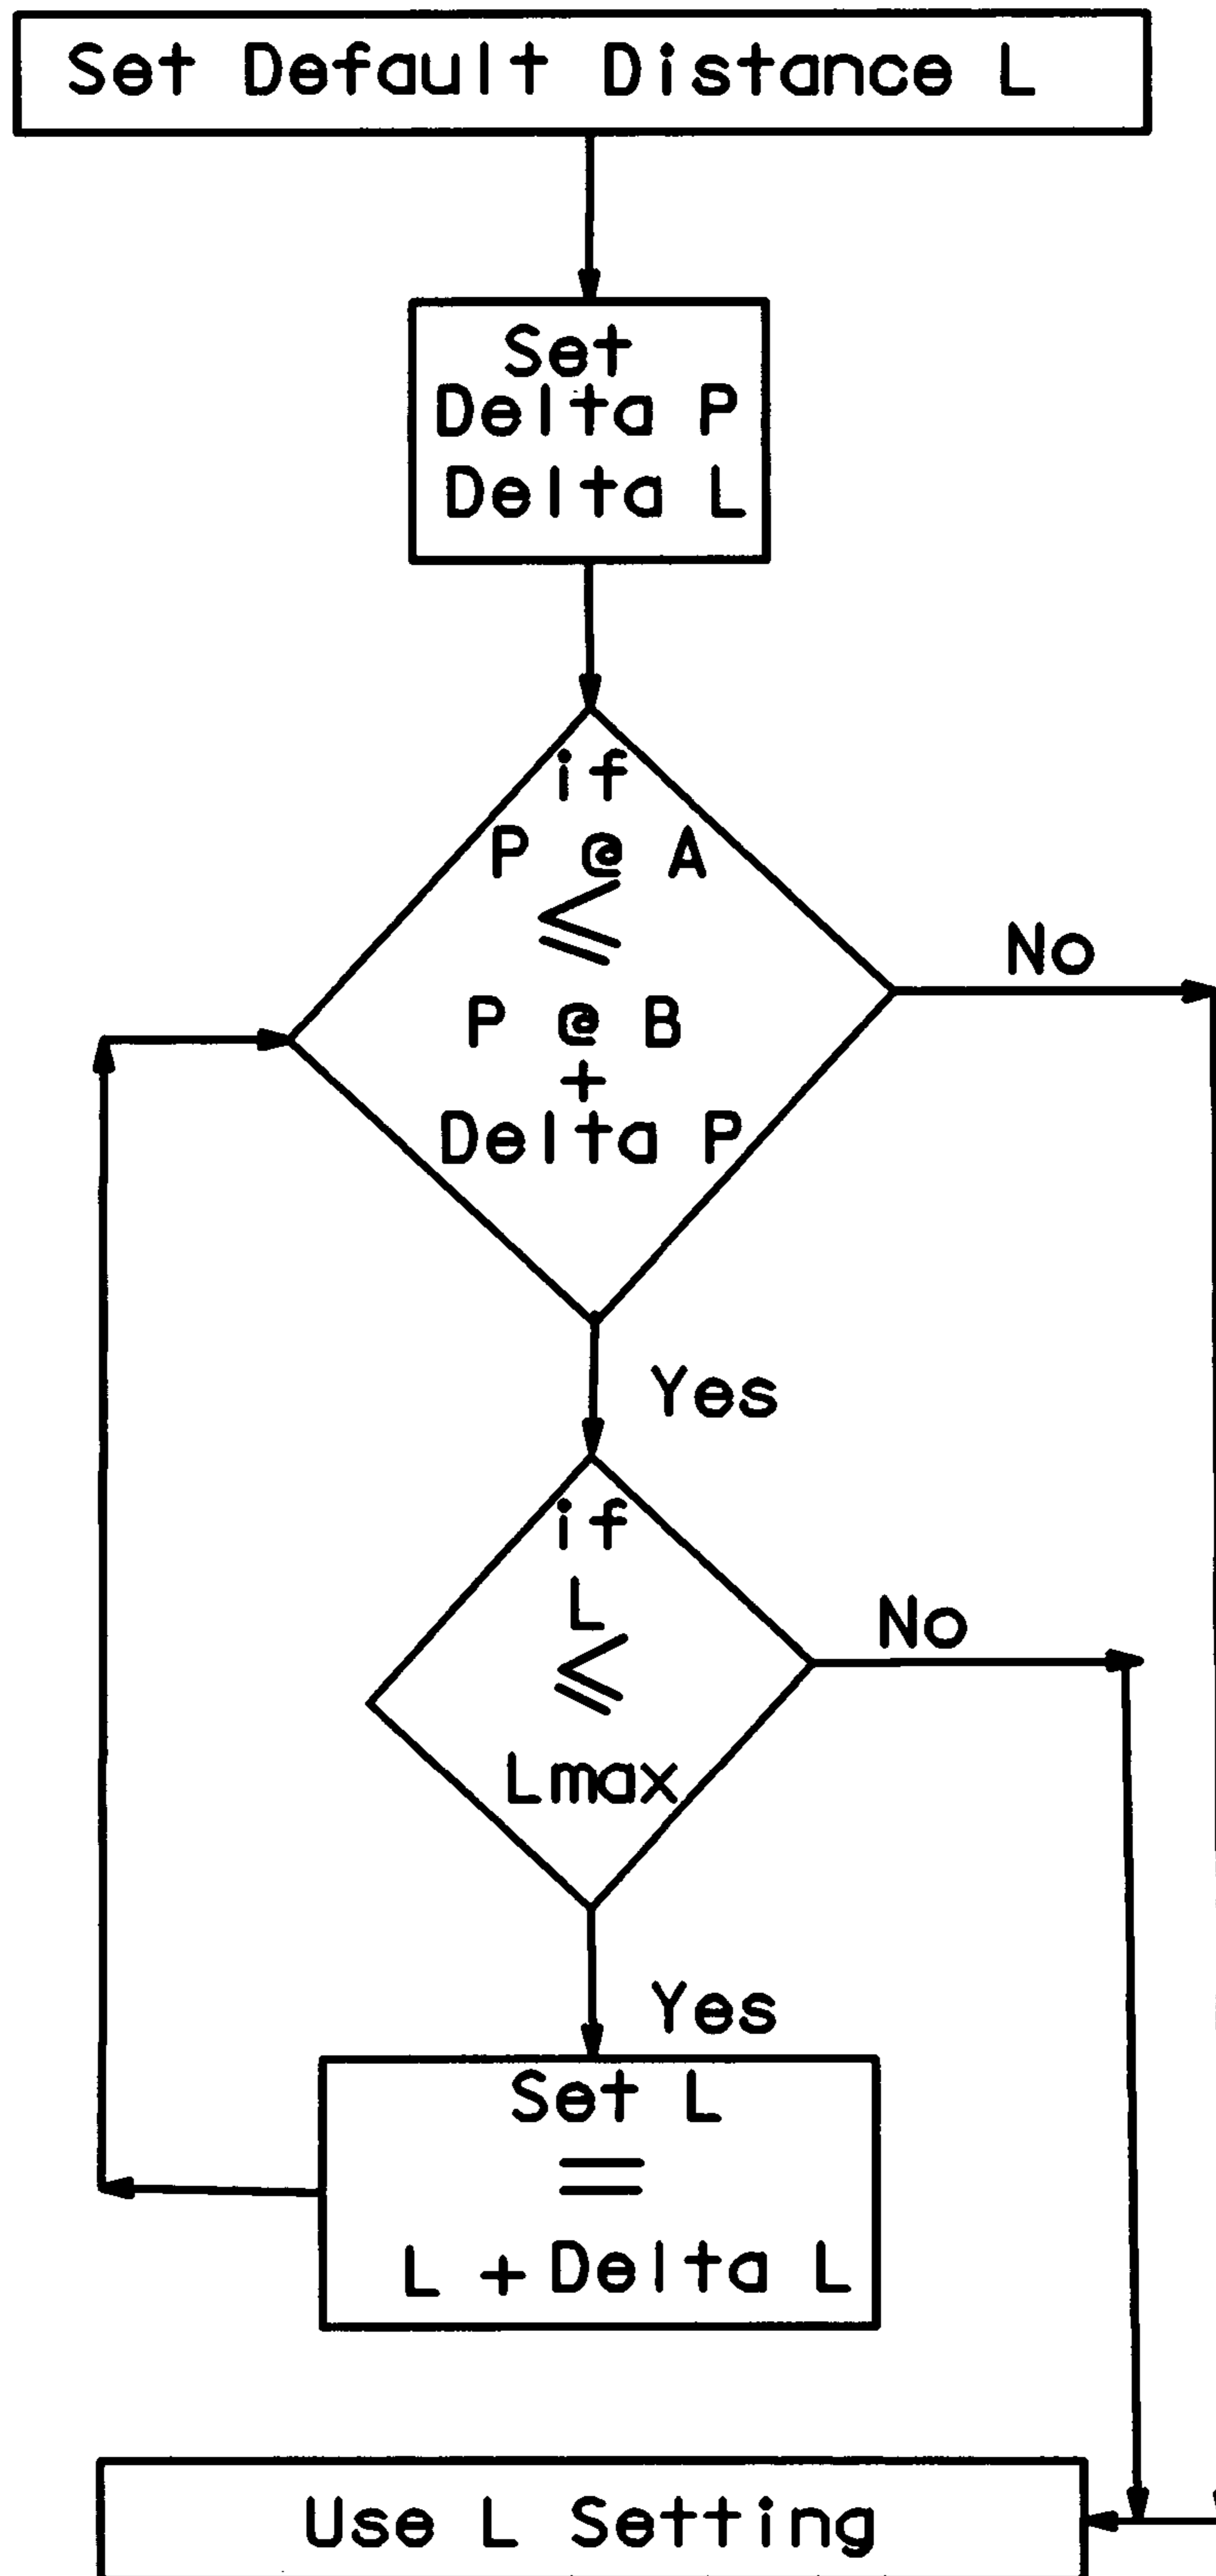 Set Default Distance L
Set
Delta P
Delta L
if
P @ A
≤
P @ B
+
Delta P
No
Yes
if
L
≤
Lmax
No
Yes
Set L
=
L + Delta L
Use L Setting